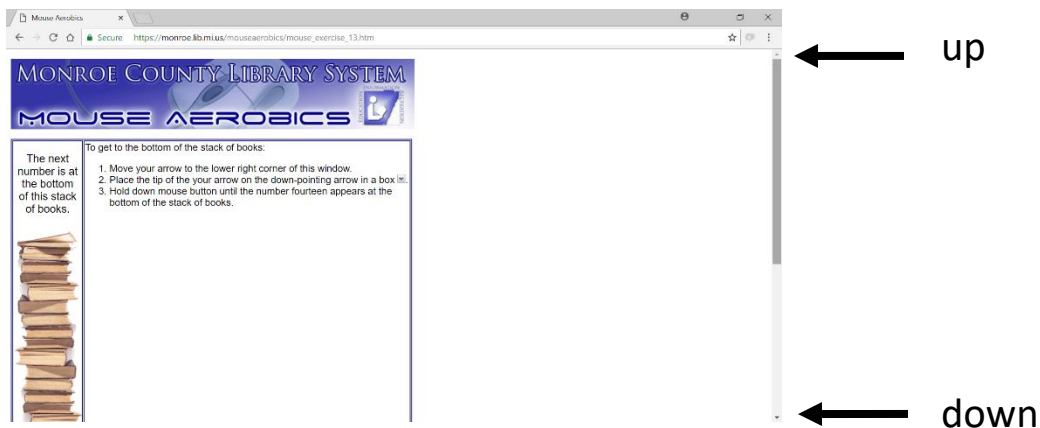 Mouse Aerobics
Secure https://monroe.lib.mi.us/mouseaerobics/mouse_exercise_13.htm
up
MONROE COUNTY LIBRARY SYSTEM
MOUSE AEROBICS
To get to the bottom of the stack of books:
The next
number is at
the bottom
of this stack
of books.
1. Move your arrow to the lower right corner of this window.
2. Place the tip of the your arrow on the down-pointing arrow in a box .
3. Hold down mouse button until the number fourteen appears at the
bottom of the stack of books.
down